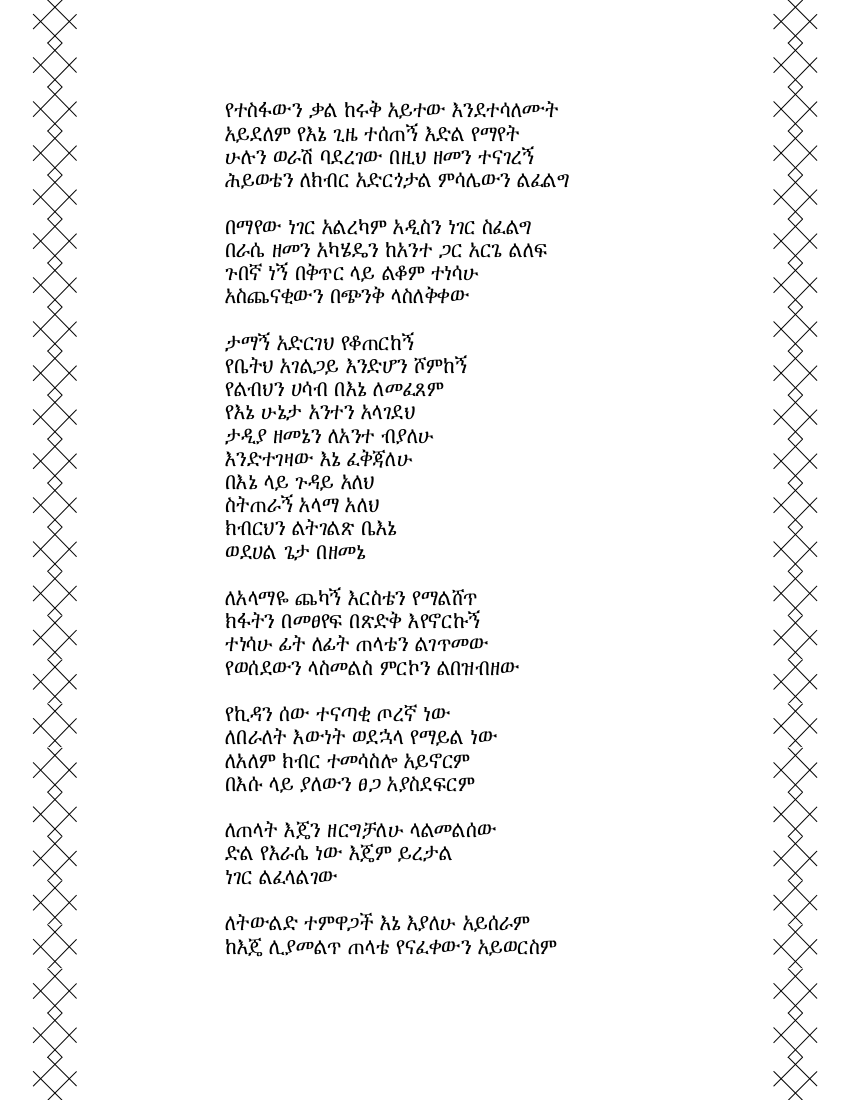 የተስፋውን ቃል ከሩቅ አይተው እንደተሳለሙት
አይደለም የእኔ ጊዜ ተሰጠኝ እድል የማየት
ሁሉን ወራሽ ባደረገው በዚህ ዘመን ተናገረኝ
ሕይወቴን ለክብር አድርጎታል ምሳሌውን ልፈልግ
በማየው ነገር አልረካም አዲስን ነገር ስፈልግ
በራሴ ዘመን አካሄዴን ከአንተ ጋር አርጌ ልለፍ
ጉበኛ ነኝ በቅጥር ላይ ልቆም ተነሳሁ
አስጨናቂውን በጭንቅ ላስለቅቀው
ታማኝ አድርገህ የቆጠርከኝ
የቤትህ አገልጋይ እንድሆን ሾምከኝ
የልብህን ሀሳብ በእኔ ለመፈጸም
የእኔ ሁኔታ አንተን አላገደህ
ታዲያ ዘመኔን ለአንተ ብያለሁ
እንድተገዛው እኔ ፈቅጃለሁ
በእኔ ላይ ጉዳይ አለህ
ስትጠራኝ አላማ አለህ
ክብርህን ልትገልጽ ቤእኔ
ወደሀል ጌታ በዘመኔ
ለአላማዬ ጨካኝ እርስቴን የማልሸጥ
ክፋትን በመፀየፍ በጽድቅ እየኖርኩኝ
ተነሳሁ ፊት ለፊት ጠላቴን ልገጥመው
የወሰደውን ላስመልስ ምርኮን ልበዝብዘው
የኪዳን ሰው ተናጣቂ ጦረኛ ነው
ለበራለት እውነት ወደኋላ የማይል ነው
ለአለም ክብር ተመሳስሎ አይኖርም
በእሱ ላይ ያለውን ፀጋ አያስደፍርም
ለጠላት እጄን ዘርግቻለሁ ላልመልሰው
ድል የእራሴ ነው እጄም ይረታል
ነገር ልፈላልገው
ለትውልድ ተምዋጋች እኔ እያለሁ አይሰራም
ከእጄ ሊያመልጥ ጠላቴ የናፈቀውን አይወርስም